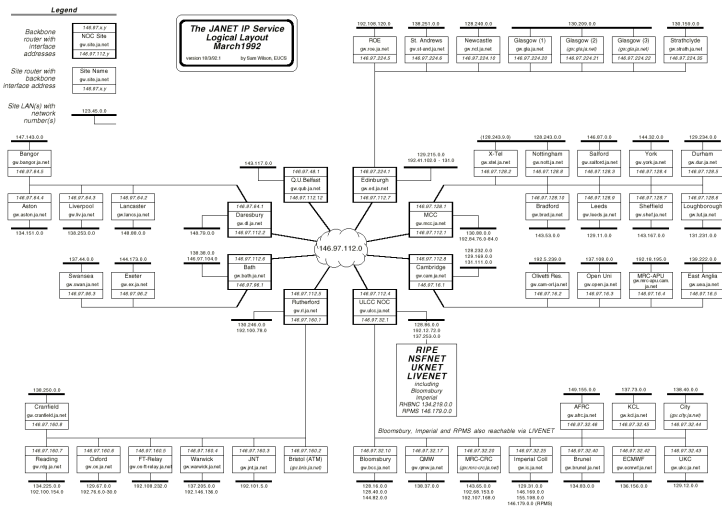 Legend
Backbone router with interface addresses
146.97.x.y
NCC Site
gw.site.ja.net
146.97.112.y
Site router with backbone interface address
Site Name
gw.site.ja.net
146.97.x.y
Site LAN(s) with network number(s)
123.45.0.0
The JANET IP Service
Logical Layout
March1992
version 10/3/92.1 by Sam Wilson, EUCS
192.108.120.0
ROE
gw.roe.ja.net
146.97.224.5
138.251.0.0
St. Andrews
gw.st-and.ja.net
146.97.224.6
128.240.0.0
Newcastle
gw.ncl.ja.net
146.97.224.10
130.209.0.0
Glasgow (1)
gw.gla.ja.net
146.97.224.20
Glasgow (2)
(gw.gla.ja.net)
146.97.224.21
Glasgow (3)
(gw.gla.ja.net)
146.97.224.22
130.159.0.0
Strathclyde
gw.strath.ja.net
146.97.224.35
147.143.0.0
Bangor
gw.bangor.ja.net
146.97.64.5
143.117.0.0
146.97.48.1
Q.U.Belfast
gw.qub.ja.net
146.97.112.12
146.97.224.1
Edinburgh
gw.ed.ja.net
146.97.112.7
129.215.0.0
192.41.102.0 - 131.0
(128.243.0.0)
X-Tel
gw.xtel.ja.net
146.97.128.2
128.243.0.0
Nottingham
gw.nott.ja.net
146.97.128.6
146.87.0.0
Salford
gw.salford.ja.net
146.97.128.3
144.32.0.0
York
gw.york.ja.net
146.97.128.4
129.234.0.0
Durham
gw.dur.ja.net
146.97.128.5
146.97.64.4
Aston
gw.aston.ja.net
134.151.0.0
146.97.64.3
Liverpool
gw.liv.ja.net
138.253.0.0
146.97.64.2
Lancaster
gw.lancs.ja.net
148.88.0.0
146.97.64.1
Daresbury
gw.dl.ja.net
146.97.112.2
148.79.0.0
146.97.128.1
MCC
gw.mcc.ja.net
146.97.112.1
130.88.0.0
192.84.76.0-84.0
146.97.128.10
Bradford
gw.brad.ja.net
143.53.0.0
146.97.128.9
Leeds
gw.leeds.ja.net
129.11.0.0
146.97.128.8
Sheffield
gw.shef.ja.net
143.167.0.0
146.97.128.7
Loughborough
gw.lut.ja.net
131.231.0.0
146.97.112.0
137.44.0.0
Swansea
gw.swan.ja.net
146.97.96.3
144.173.0.0
Exeter
gw.ex.ja.net
146.97.96.2
138.38.0.0
146.97.104.0
146.97.112.6
Bath
gw.bath.ja.net
146.97.96.1
146.97.112.8
Cambridge
gw.cam.ja.net
146.97.16.1
128.232.0.0
129.169.0.0
131.111.0.0
192.5.239.0
Olivetti Res.
gw.cam-orl.ja.net
146.97.16.2
137.108.0.0
Open Uni
gw.open.ja.net
146.97.16.3
192.18.195.0
MRC-APU
gw.mrc-apu.cam.ja.net
146.97.16.4
139.222.0.0
East Anglia
gw.uea.ja.net
146.97.16.5
146.97.112.3
Rutherford
gw.rl.ja.net
146.97.160.1
130.246.0.0
192.100.78.0
146.97.112.4
ULCC NOC
gw.ulcc.ja.net
146.97.32.1
128.86.0.0
192.12.72.0
137.253.0.0
RIPE
NSFNET
UKNET
LIVENET
including
Bloomsbury
Imperial
RHBNC 134.219.0.0
RPMS 146.179.0.0
Bloomsbury, Imperial and RPMS also reachable via LIVENET
138.250.0.0
Cranfield
gw.cranfield.ja.net
146.97.160.8
149.155.0.0
AFRC
gw.afrc.ja.net
146.97.32.46
137.73.0.0
KCL
gw.kcl.ja.net
146.97.32.45
138.40.0.0
City
(gw.city.ja.net)
146.97.32.44
146.97.160.7
Reading
gw.rdg.ja.net
134.225.0.0
192.100.154.0
146.97.160.6
Oxford
gw.ox.ja.net
129.67.0.0
192.76.6.0-30.0
146.97.160.5
FT-Relay
gw.nsfnet-relay.ja.net
192.108.232.0
146.97.160.4
Warwick
gw.warwick.ja.net
137.205.0.0
192.146.136.0
146.97.160.3
JNT
gw.jnt.ja.net
192.101.5.0
146.97.160.2
Bristol (ATM)
(gw.bris.ja.net)
146.97.32.10
Bloomsbury
gw.bcc.ja.net
128.16.0.0
128.40.0.0
144.82.0.0
146.97.32.17
QMW
gw.qmw.ja.net
138.37.0.0
146.97.32.25
MRC-CRC
(gw.mrc-crc.ja.net)
143.65.0.0
192.68.153.0
192.107.168.0
146.97.32.25
Imperial Coll
gw.ic.ja.net
129.31.0.0
146.169.0.0
155.198.0.0
146.179.0.0 (RPMS)
146.97.32.40
Brunel
gw.brunel.ja.net
134.83.0.0
146.97.32.42
ECMWF
gw.ecmwf.ja.net
136.156.0.0
146.97.32.43
UKC
gw.ukc.ja.net
129.12.0.0